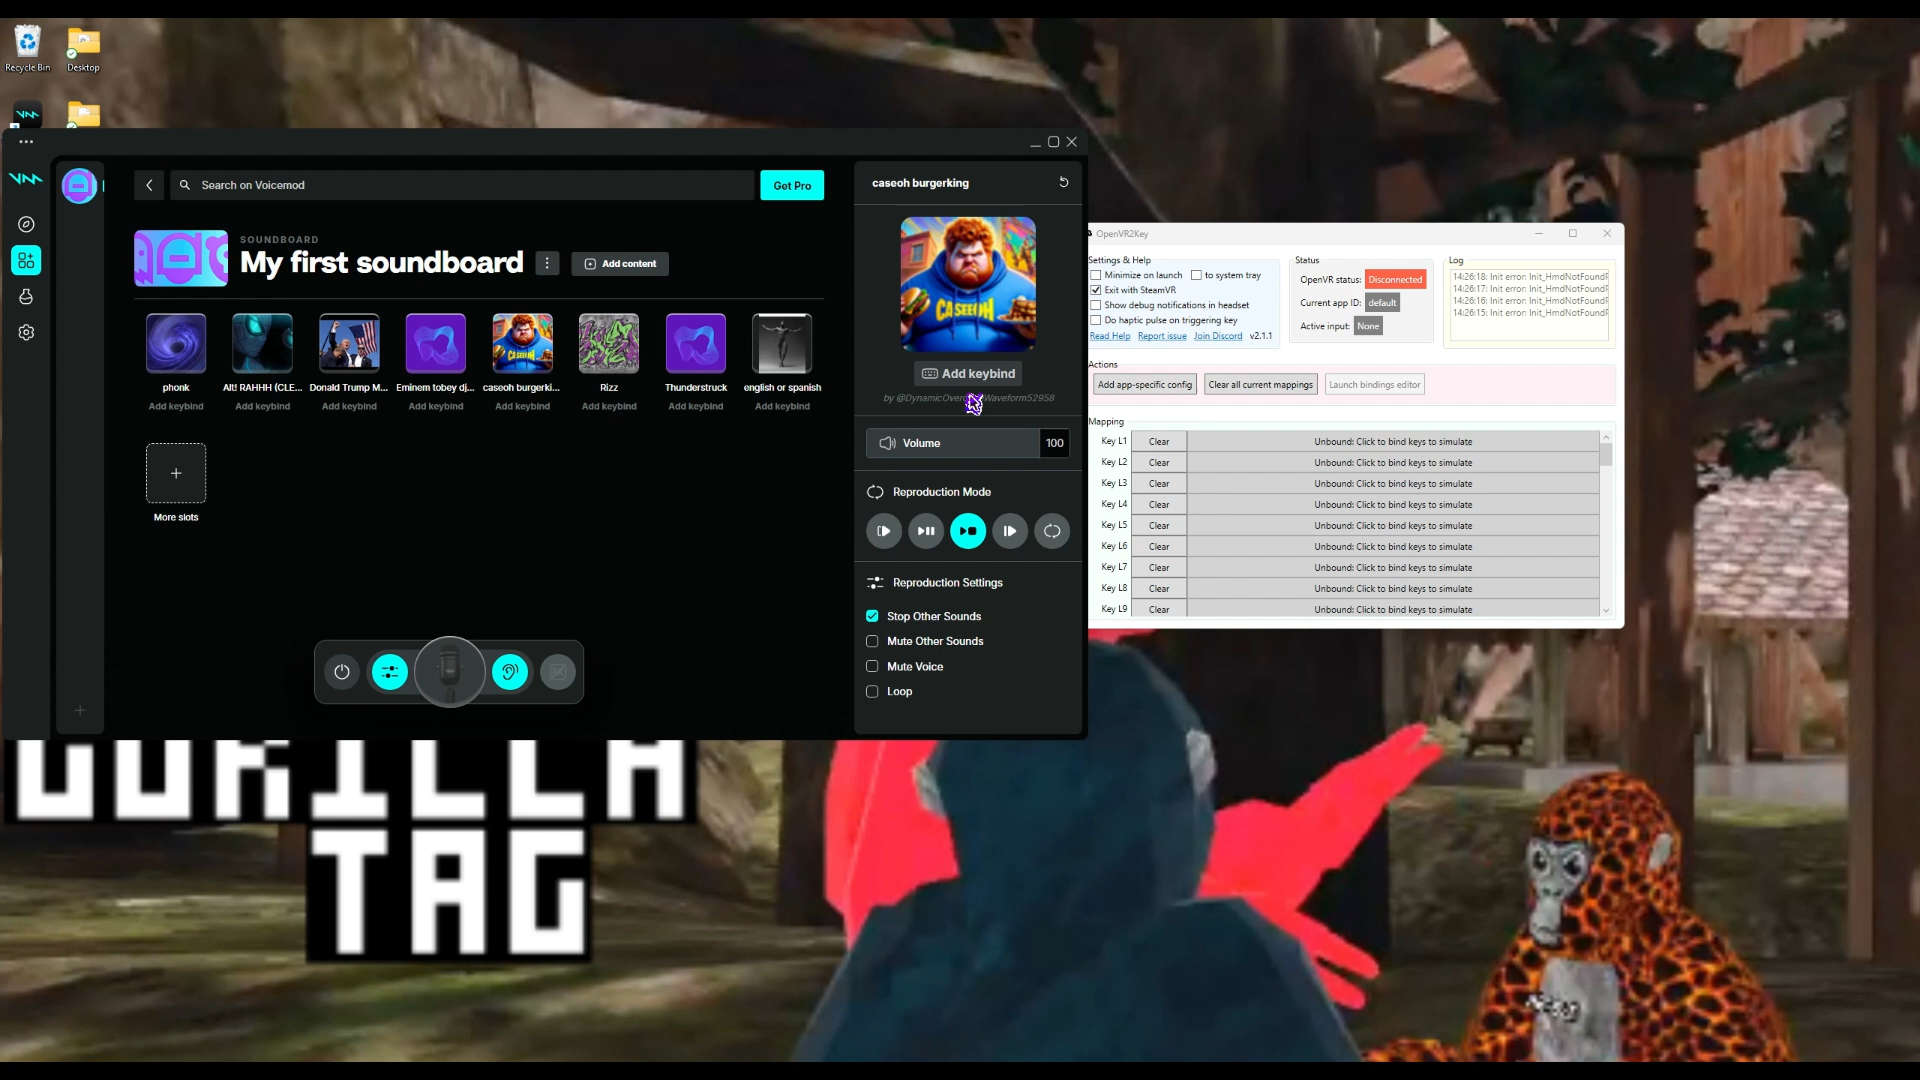 Recycle Bin
Desktop
Search on Voicemod
Get Pro
SOUNDBOARD
My first soundboard
Add content
phonk
Alt! RAHHH (CLE...
Donald Trump M...
Eminem tobey dj...
caseoh burgerki...
Rizz
Thunderstruck
english or spanish
Add keybind
Add keybind
Add keybind
Add keybind
Add keybind
Add keybind
Add keybind
Add keybind
More slots
caseoh burgerking
Add keybind
Volume
100
Reproduction Mode
Reproduction Settings
Stop Other Sounds
Mute Other Sounds
Mute Voice
Loop
OpenVR2Key
Settings & Help
Minimize on launch
to system tray
Exit with SteamVR
Show debug notifications in headset
Do haptic pulse on triggering key
Read Help
Report issue
Join Discord
v2.1.1
Status
OpenVR status:
Disconnected
Current app ID:
default
Active input:
None
Log
14:26:18: Init error: Init_HmdNotFoundF
14:26:17: Init error: Init_HmdNotFoundF
14:26:16: Init error: Init_HmdNotFoundF
14:26:15: Init error: Init_HmdNotFoundF
Actions
Add app-specific config
Clear all current mappings
Launch bindings editor
Mapping
Key L1 Clear Unbound: Click to bind keys to simulate
Key L2 Clear Unbound: Click to bind keys to simulate
Key L3 Clear Unbound: Click to bind keys to simulate
Key L4 Clear Unbound: Click to bind keys to simulate
Key L5 Clear Unbound: Click to bind keys to simulate
Key L6 Clear Unbound: Click to bind keys to simulate
Key L7 Clear Unbound: Click to bind keys to simulate
Key L8 Clear Unbound: Click to bind keys to simulate
Key L9 Clear Unbound: Click to bind keys to simulate
GORILLA
TAG